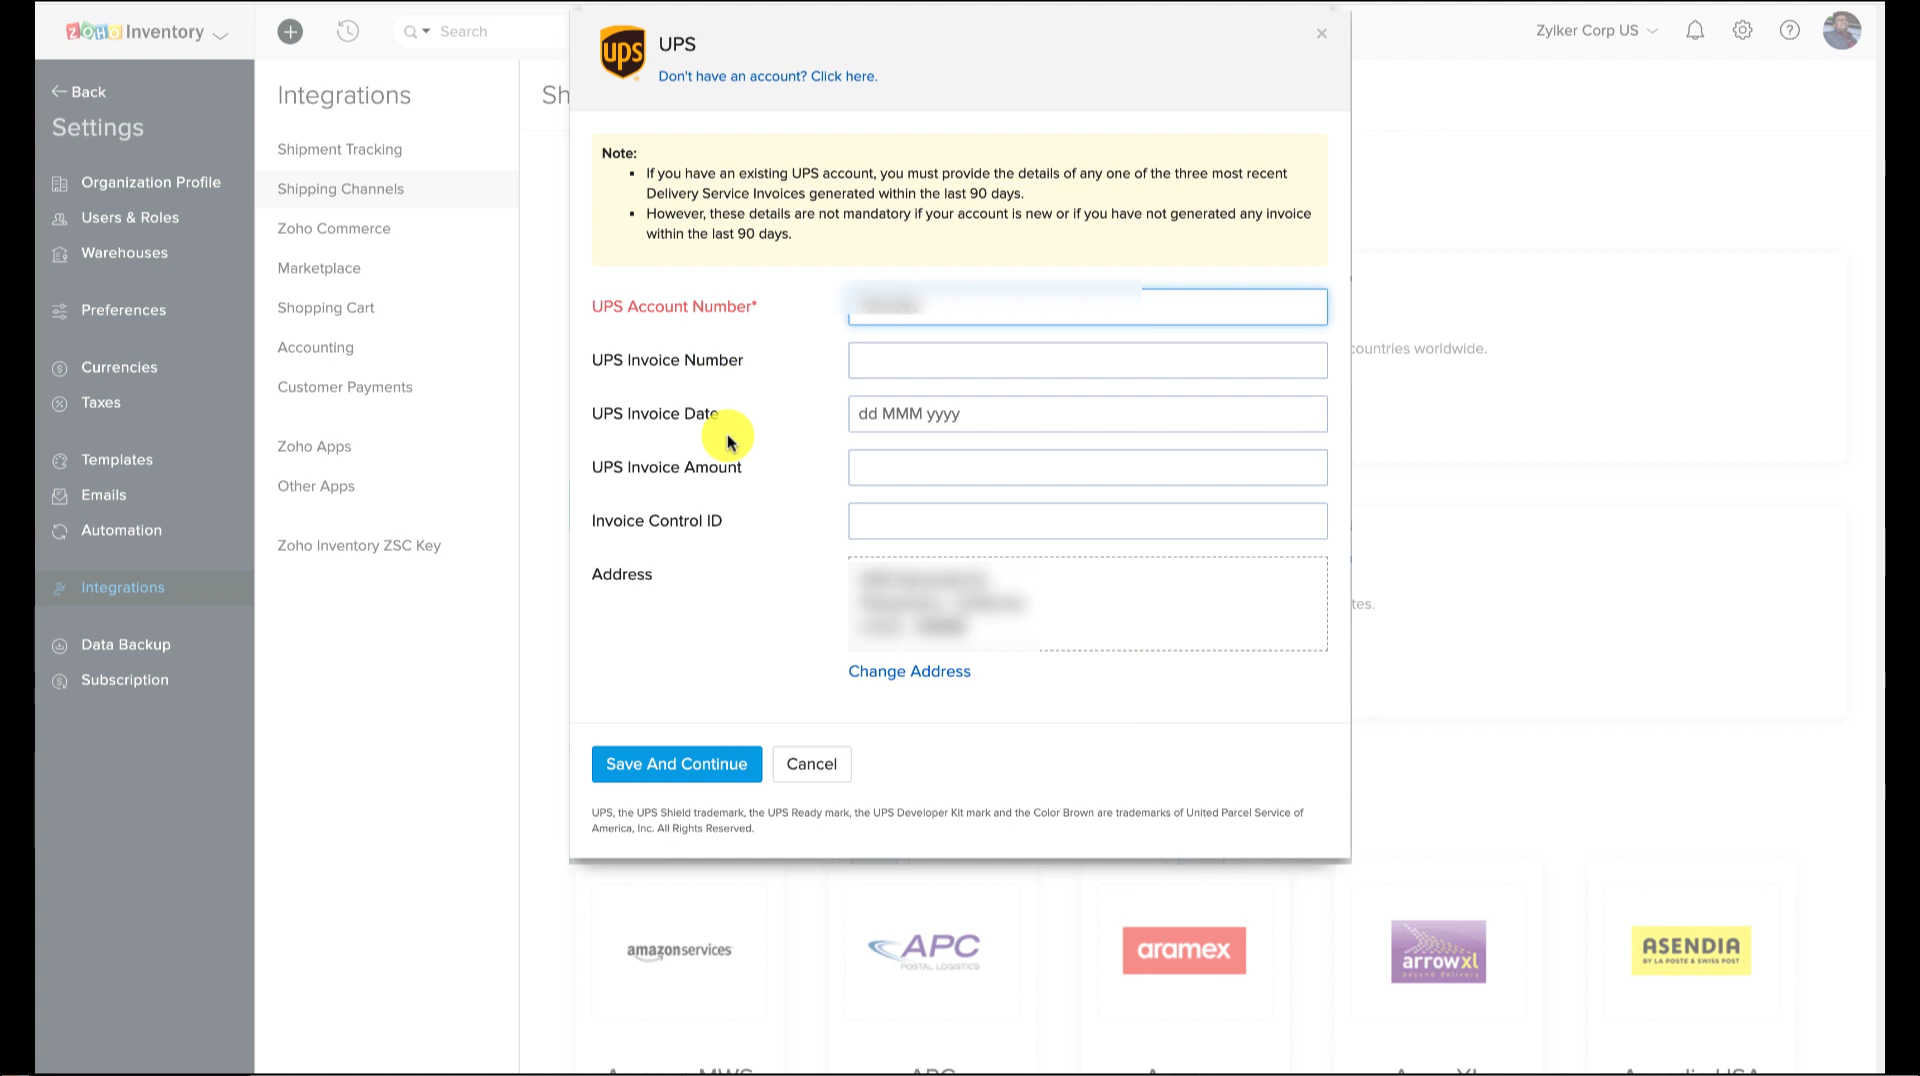 ZOHO Inventory
Search
Zylker Corp US
Back
Settings
Organization Profile
Users & Roles
Warehouses
Preferences
Currencies
Taxes
Templates
Emails
Automation
Integrations
Data Backup
Subscription
Integrations
Shipment Tracking
Shipping Channels
Zoho Commerce
Marketplace
Shopping Cart
Accounting
Customer Payments
Zoho Apps
Other Apps
Zoho Inventory ZSC Key
Sh
ups
UPS
Don't have an account? Click here.
Note:
If you have an existing UPS account, you must provide the details of any one of the three most recent
Delivery Service Invoices generated within the last 90 days.
However, these details are not mandatory if your account is new or if you have not generated any invoice
within the last 90 days.
UPS Account Number*
UPS Invoice Number
UPS Invoice Date
dd MMM yyyy
UPS Invoice Amount
Invoice Control ID
Address
Change Address
Save And Continue
Cancel
UPS, the UPS Shield trademark, the UPS Ready mark, the UPS Developer Kit mark and the Color Brown are trademarks of United Parcel Service of
America, Inc. All Rights Reserved.
countries worldwide.
tes.
amazonservices
APC
POSTAL LOGISTICS
aramex
arrowxl
beyond delivery
ASENDIA
BY LA POSTE & SWISS POST